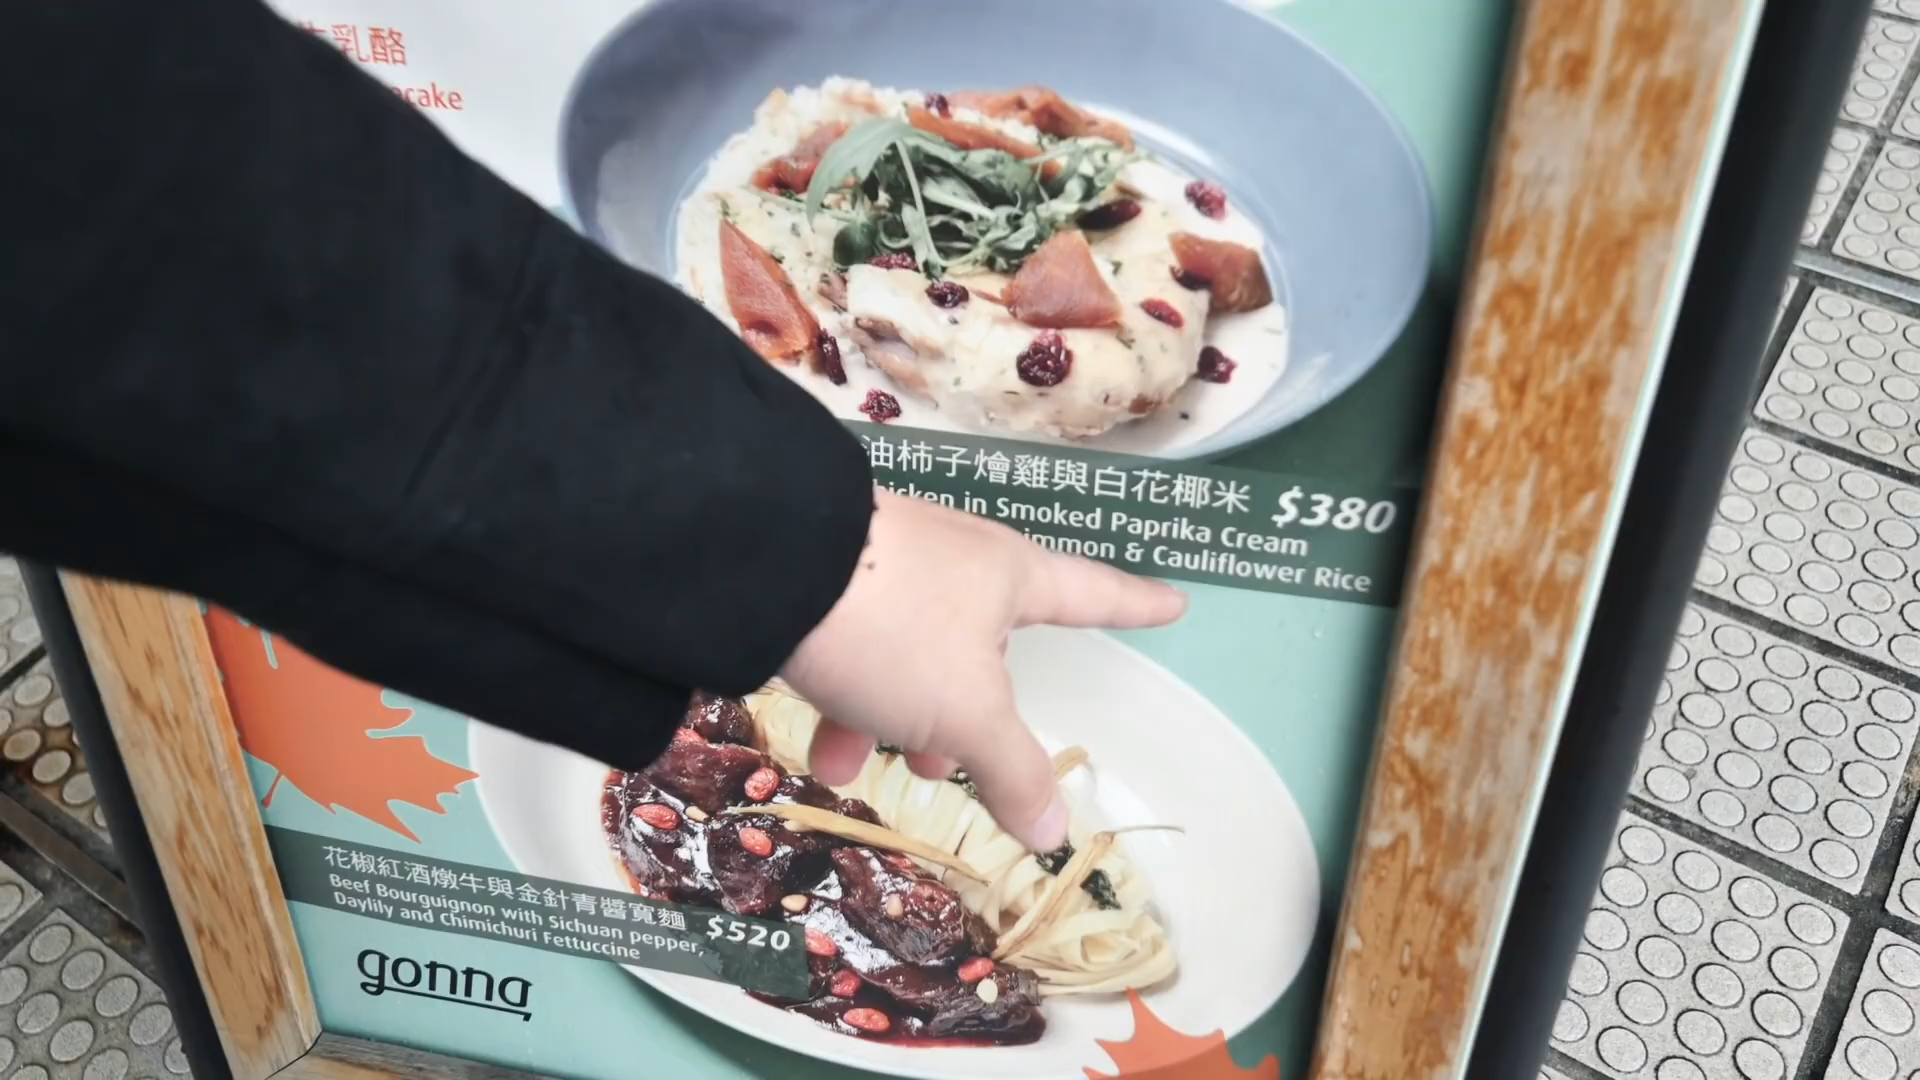 乳酪
cake
油柿子燴雞與白花椰米 $380
Chicken in Smoked Paprika Cream
& Cauliflower Rice
花椒紅酒燉牛與金針青醬寬麵 $520
Beef Bourguignon with Sichuan pepper,
Daylily and Chimichuri Fettuccine
gonna